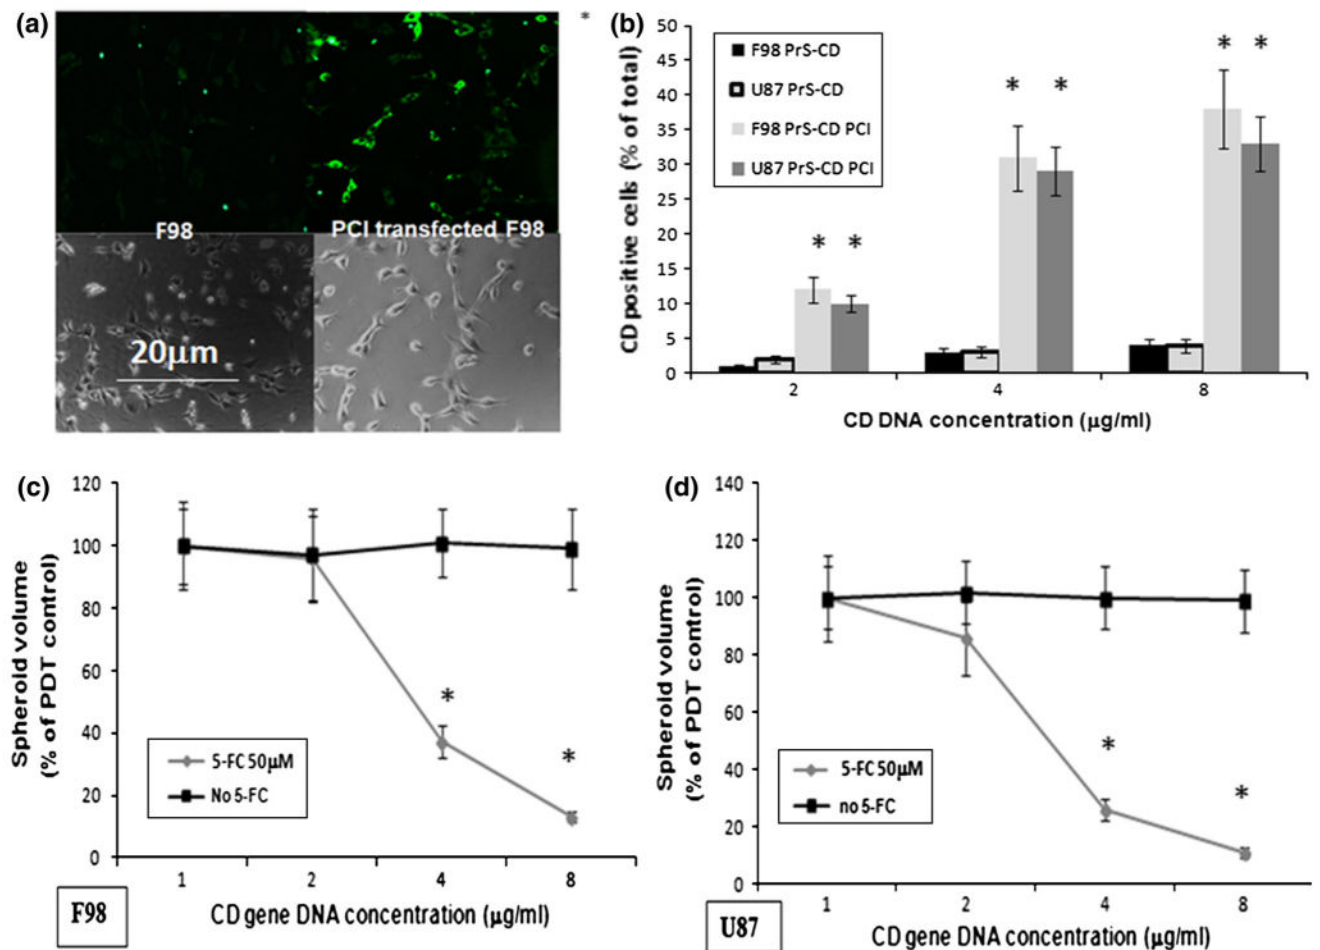 (a)
*
F98
PCI transfected F98
20μm
(b)
CD positive cells (% of total)
50
45
40
35
30
25
20
15
10
5
0
F98 PrS-CD
U87 PrS-CD
F98 PrS-CD PCI
U87 PrS-CD PCI
* *
* *
* *
2 4 8
CD DNA concentration (μg/ml)
(c)
Spheroid volume
(% of PDT control)
120
100
80
60
40
20
0
*
*
5-FC 50μM
No 5-FC
1 2 4 8
F98
CD gene DNA concentration (μg/ml)
(d)
Spheroid volume
(% of PDT control)
140
120
100
80
60
40
20
0
*
*
5-FC 50μM
no 5-FC
1 2 4 8
U87
CD gene DNA concentration (μg/ml)